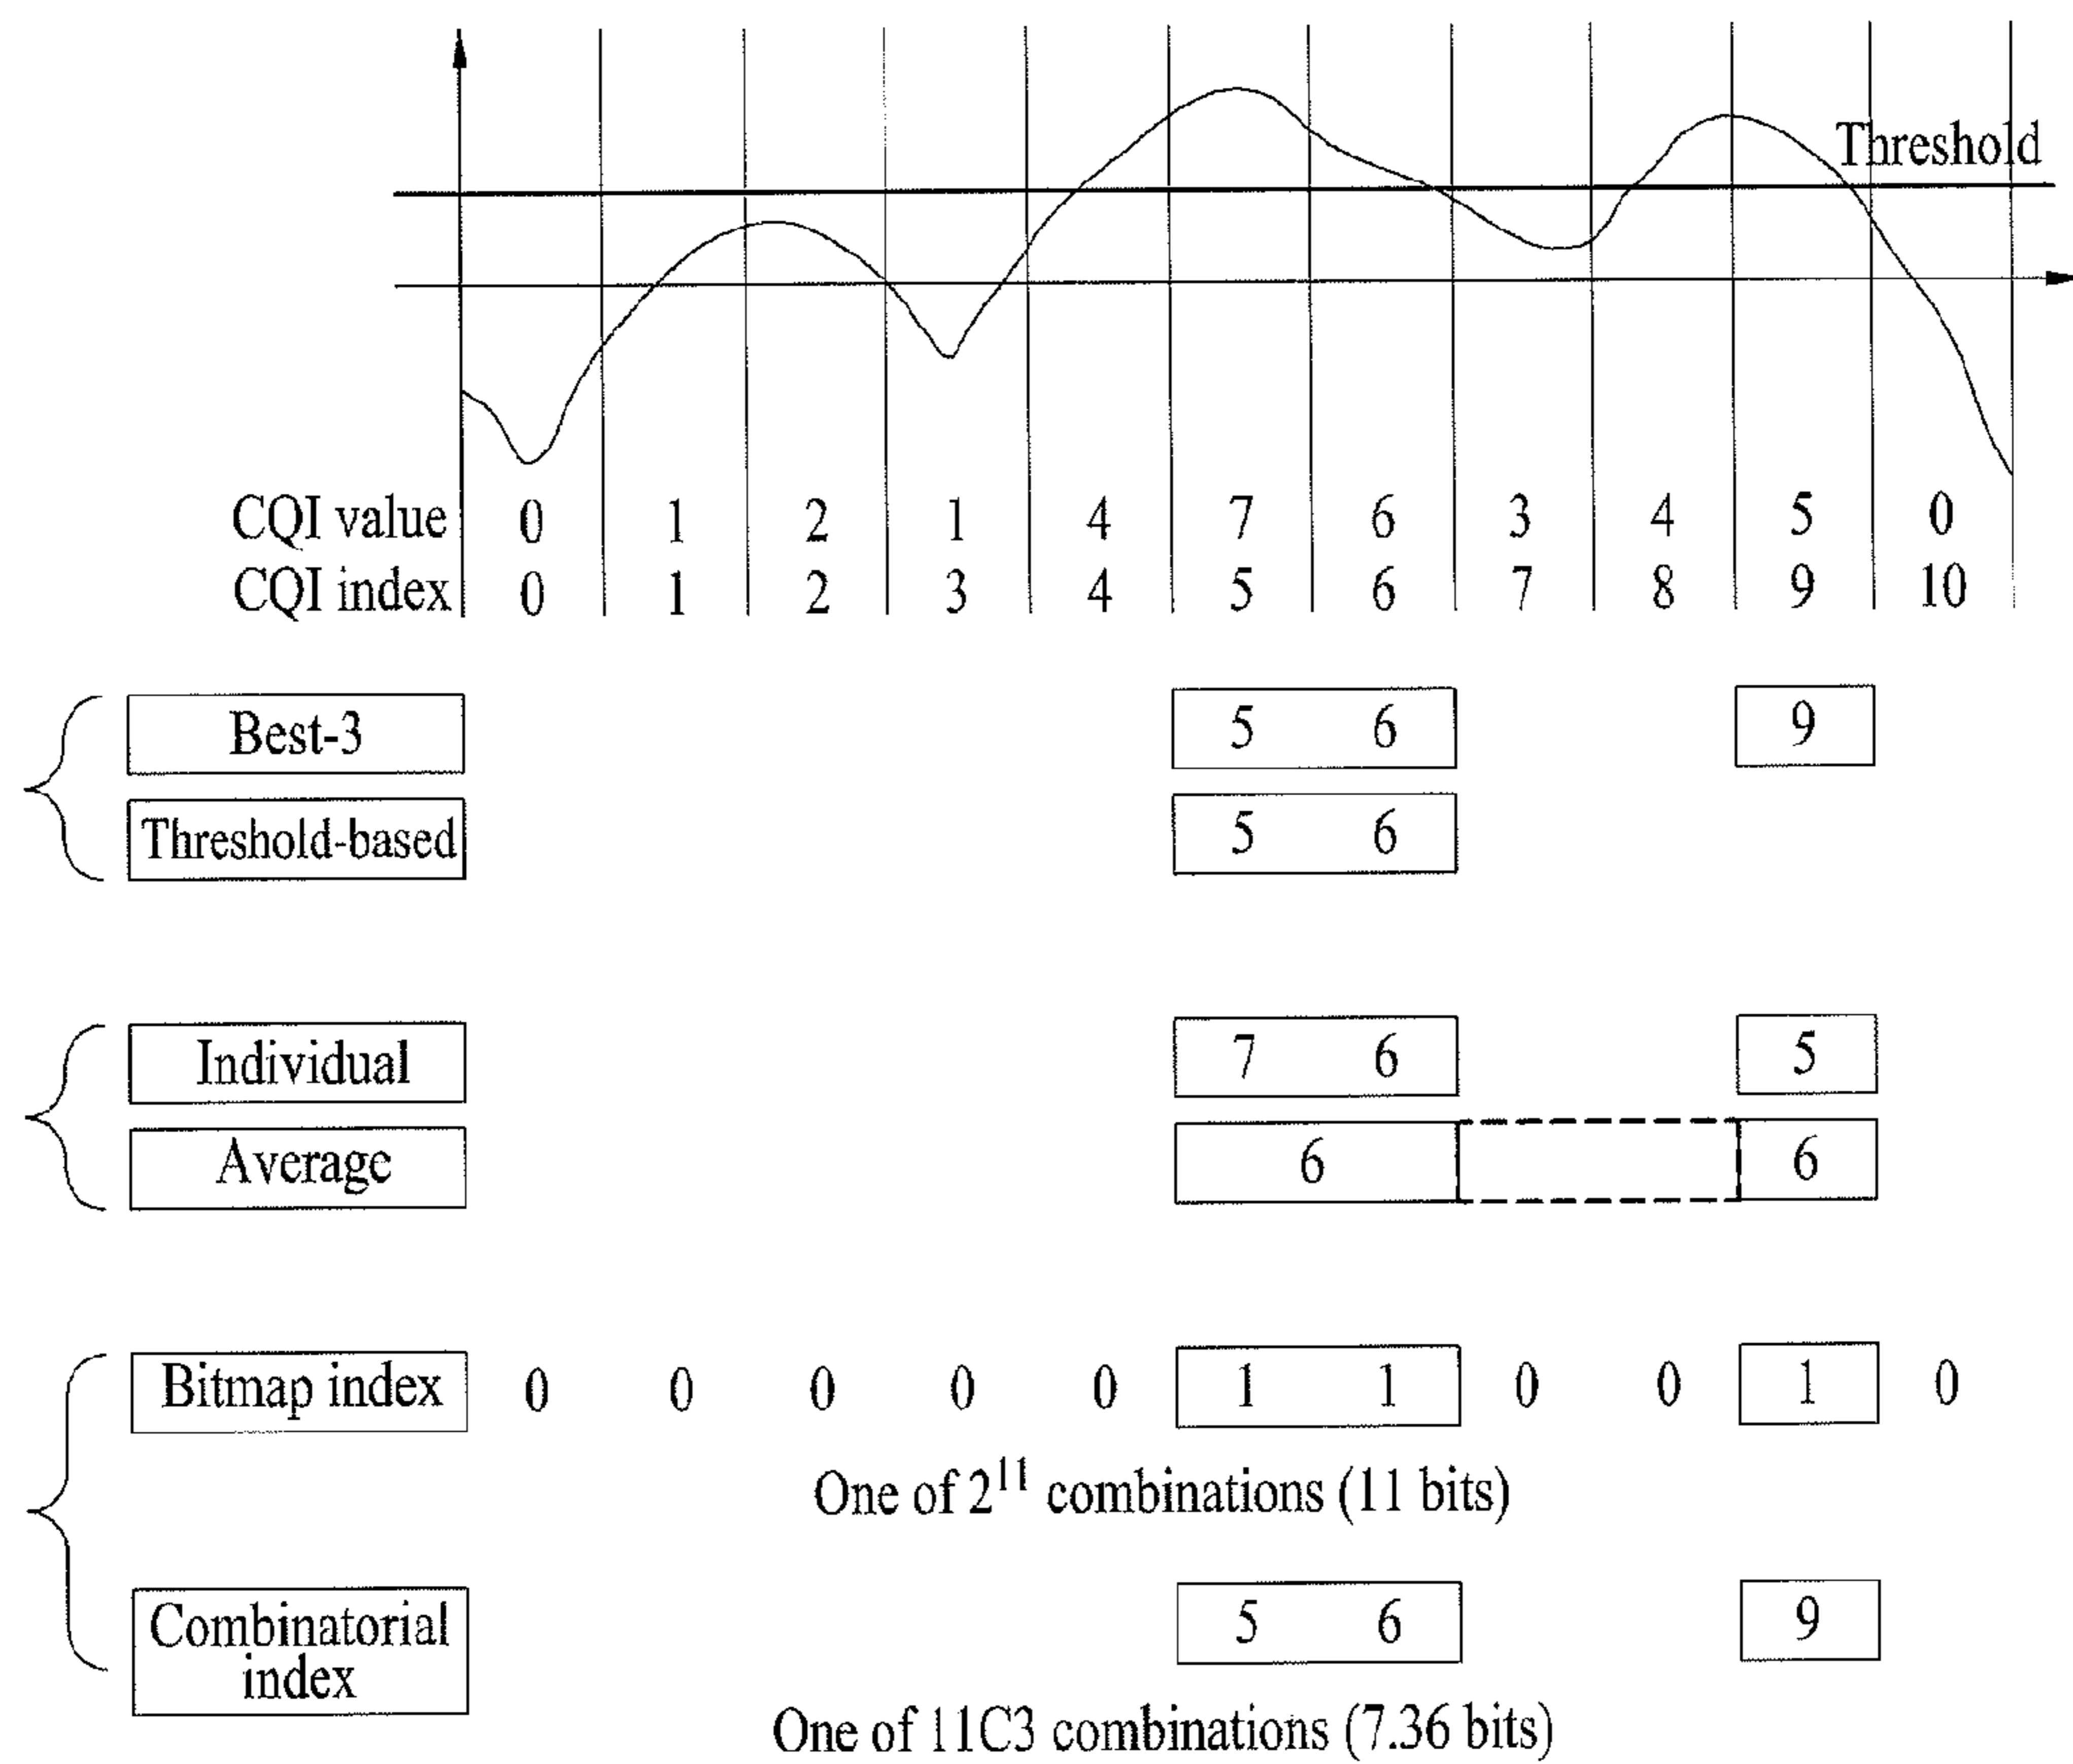 Threshold
CQI value 0 1 2 1 4 7 6 3 4 5 0
CQI index 0 1 2 3 4 5 6 7 8 9 10
Best-3 5 6 9
Threshold-based 5 6
Individual 7 6 5
Average 6 6
Bitmap index 0 0 0 0 0 1 1 0 0 1 0
One of 2¹¹ combinations (11 bits)
Combinatorial
index
5 6 9
One of 11C3 combinations (7.36 bits)